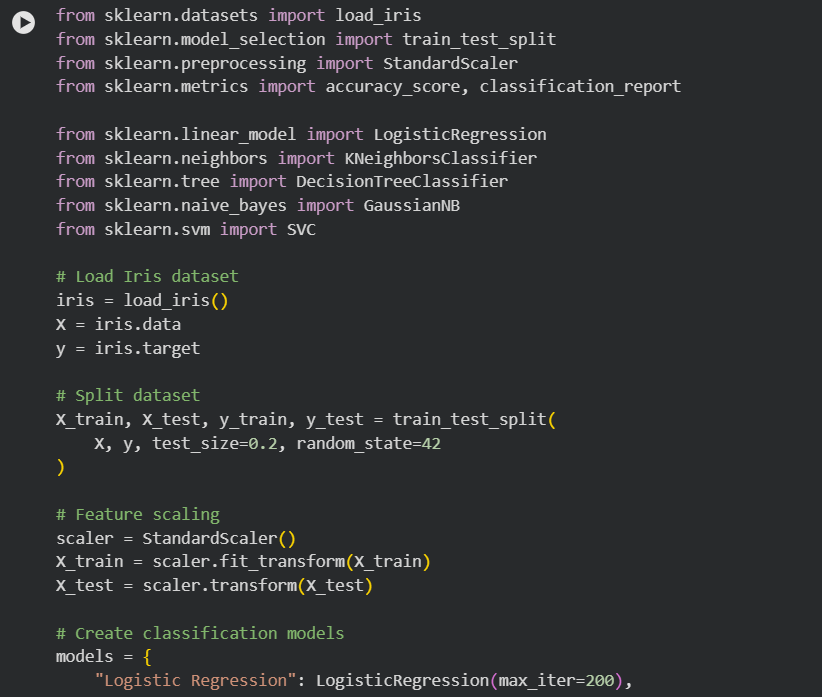 from sklearn.datasets import load_iris
from sklearn.model_selection import train_test_split
from sklearn.preprocessing import StandardScaler
from sklearn.metrics import accuracy_score, classification_report

from sklearn.linear_model import LogisticRegression
from sklearn.neighbors import KNeighborsClassifier
from sklearn.tree import DecisionTreeClassifier
from sklearn.naive_bayes import GaussianNB
from sklearn.svm import SVC

# Load Iris dataset
iris = load_iris()
X = iris.data
y = iris.target

# Split dataset
X_train, X_test, y_train, y_test = train_test_split(
    X, y, test_size=0.2, random_state=42
)

# Feature scaling
scaler = StandardScaler()
X_train = scaler.fit_transform(X_train)
X_test = scaler.transform(X_test)

# Create classification models
models = {
    "Logistic Regression": LogisticRegression(max_iter=200),